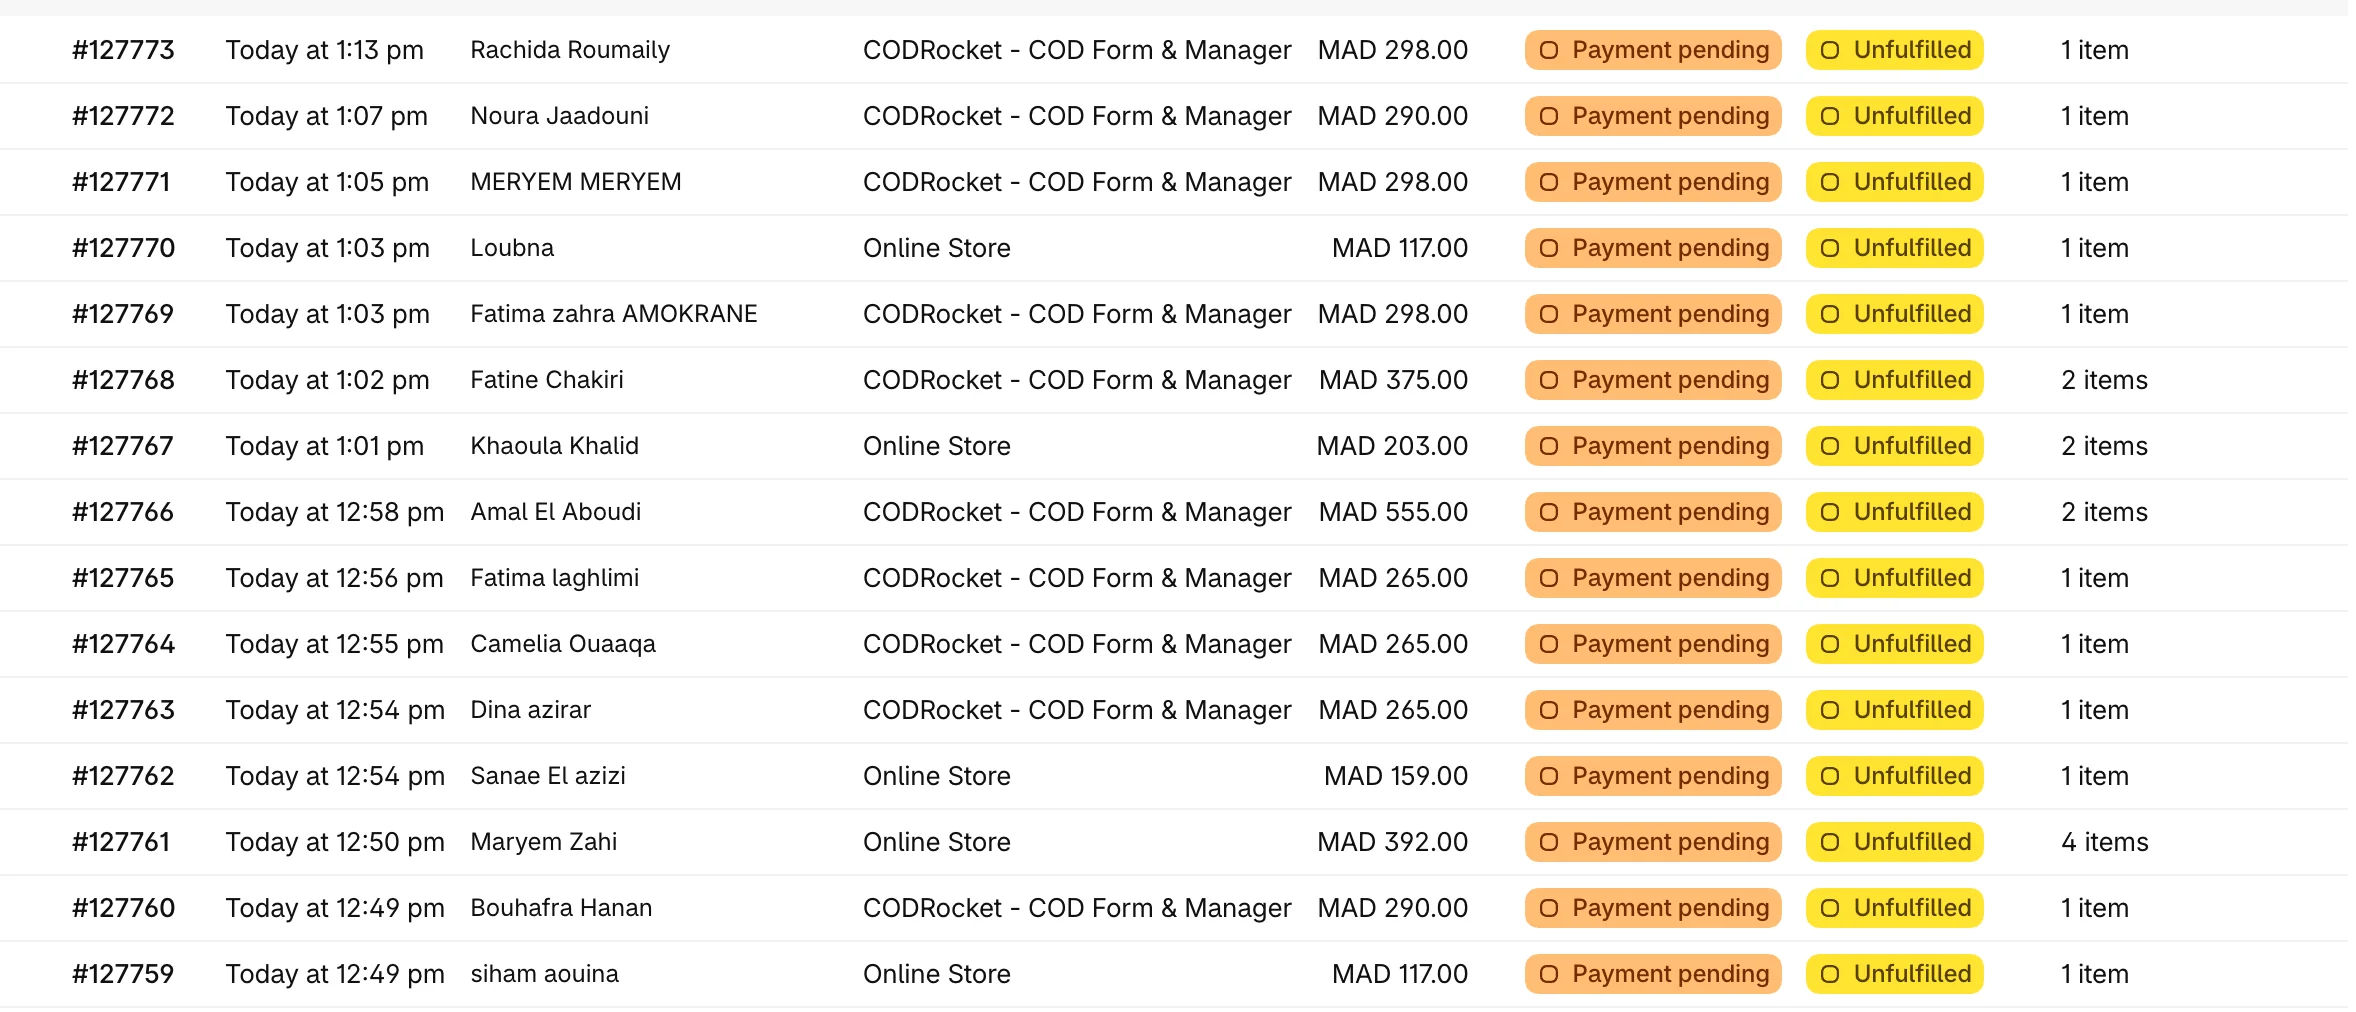 #127773 Today at 1:13 pm Rachida Roumaily CODRocket - COD Form & Manager MAD 298.00 Payment pending Unfulfilled 1 item
#127772 Today at 1:07 pm Noura Jaadouni CODRocket - COD Form & Manager MAD 290.00 Payment pending Unfulfilled 1 item
#127771 Today at 1:05 pm MERYEM MERYEM CODRocket - COD Form & Manager MAD 298.00 Payment pending Unfulfilled 1 item
#127770 Today at 1:03 pm Loubna Online Store MAD 117.00 Payment pending Unfulfilled 1 item
#127769 Today at 1:03 pm Fatima zahra AMOKRANE CODRocket - COD Form & Manager MAD 298.00 Payment pending Unfulfilled 1 item
#127768 Today at 1:02 pm Fatine Chakiri CODRocket - COD Form & Manager MAD 375.00 Payment pending Unfulfilled 2 items
#127767 Today at 1:01 pm Khaoula Khalid Online Store MAD 203.00 Payment pending Unfulfilled 2 items
#127766 Today at 12:58 pm Amal El Aboudi CODRocket - COD Form & Manager MAD 555.00 Payment pending Unfulfilled 2 items
#127765 Today at 12:56 pm Fatima laghlimi CODRocket - COD Form & Manager MAD 265.00 Payment pending Unfulfilled 1 item
#127764 Today at 12:55 pm Camelia Ouaaqa CODRocket - COD Form & Manager MAD 265.00 Payment pending Unfulfilled 1 item
#127763 Today at 12:54 pm Dina azirar CODRocket - COD Form & Manager MAD 265.00 Payment pending Unfulfilled 1 item
#127762 Today at 12:54 pm Sanae El azizi Online Store MAD 159.00 Payment pending Unfulfilled 1 item
#127761 Today at 12:50 pm Maryem Zahi Online Store MAD 392.00 Payment pending Unfulfilled 4 items
#127760 Today at 12:49 pm Bouhafra Hanan CODRocket - COD Form & Manager MAD 290.00 Payment pending Unfulfilled 1 item
#127759 Today at 12:49 pm siham aouina Online Store MAD 117.00 Payment pending Unfulfilled 1 item